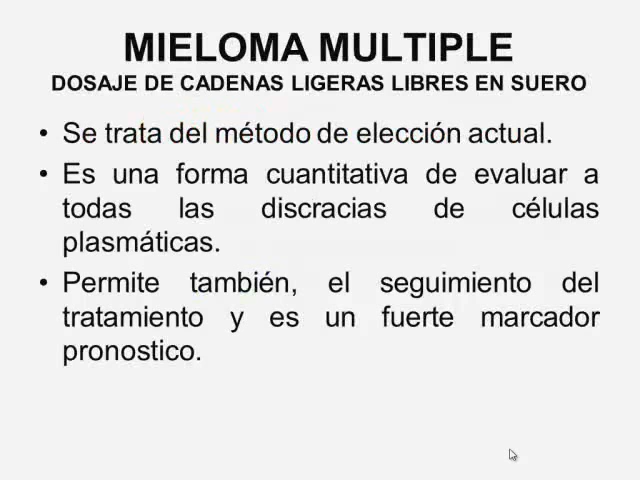 MIELOMA MULTIPLE
DOSAJE DE CADENAS LIGERAS LIBRES EN SUERO
• Se trata del método de elección actual.
• Es una forma cuantitativa de evaluar a
todas las discracias de células
plasmáticas.
• Permite también, el seguimiento del
tratamiento y es un fuerte marcador
pronostico.